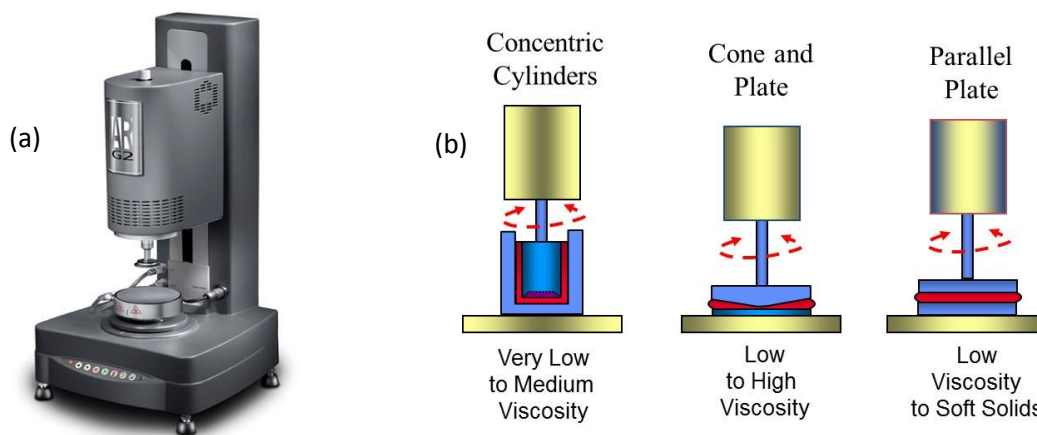 (a)
AR
G2
(b)
Concentric
Cylinders
Cone and
Plate
Parallel
Plate
Very Low
to Medium
Viscosity
Low
to High
Viscosity
Low
Viscosity
to Soft Solids